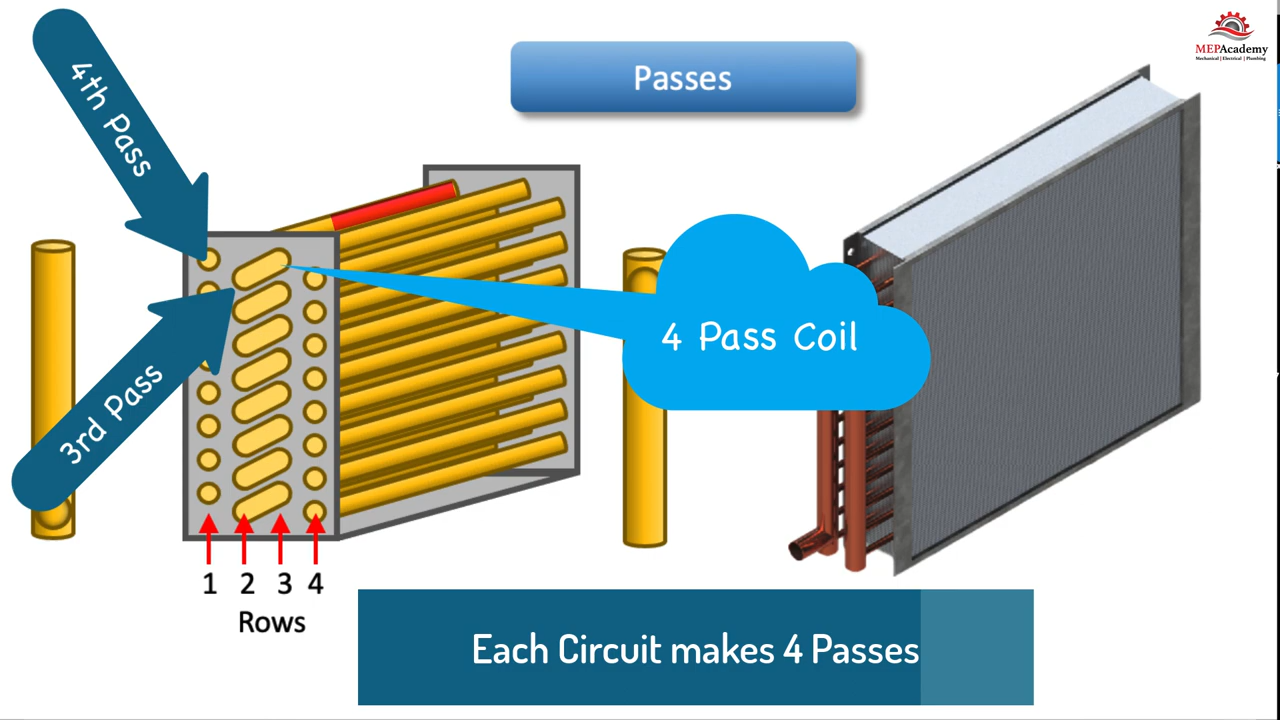 MEPAcademy
Mechanical | Electrical | Plumbing
Passes
4th Pass
3rd Pass
4 Pass Coil
1 2 3 4
Rows
Each Circuit makes 4 Passes